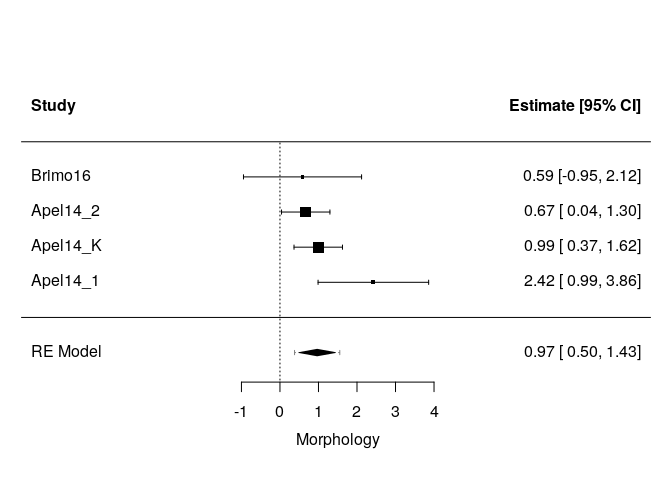 Study Estimate [95% CI]
Brimo16 0.59 [-0.95, 2.12]
Apel14_2 0.67 [ 0.04, 1.30]
Apel14_K 0.99 [ 0.37, 1.62]
Apel14_1 2.42 [ 0.99, 3.86]
RE Model 0.97 [ 0.50, 1.43]
-1 0 1 2 3 4
Morphology